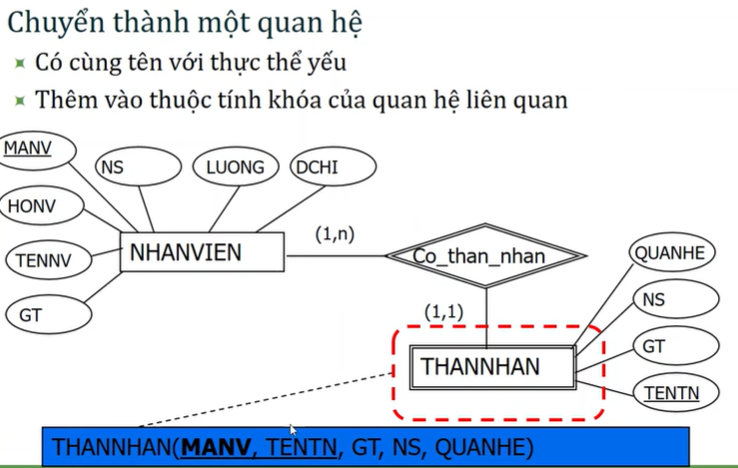 Chuyển thành một quan hệ
Có cùng tên với thực thể yếu
Thêm vào thuộc tính khóa của quan hệ liên quan
MANV
NS
LUONG
DCHI
HONV
TENNV
GT
NHANVIEN
(1,n)
Co_than_nhan
(1,1)
THANNHAN
QUANHE
NS
GT
TENTN
THANNHAN(MANV, TENTN, GT, NS, QUANHE)